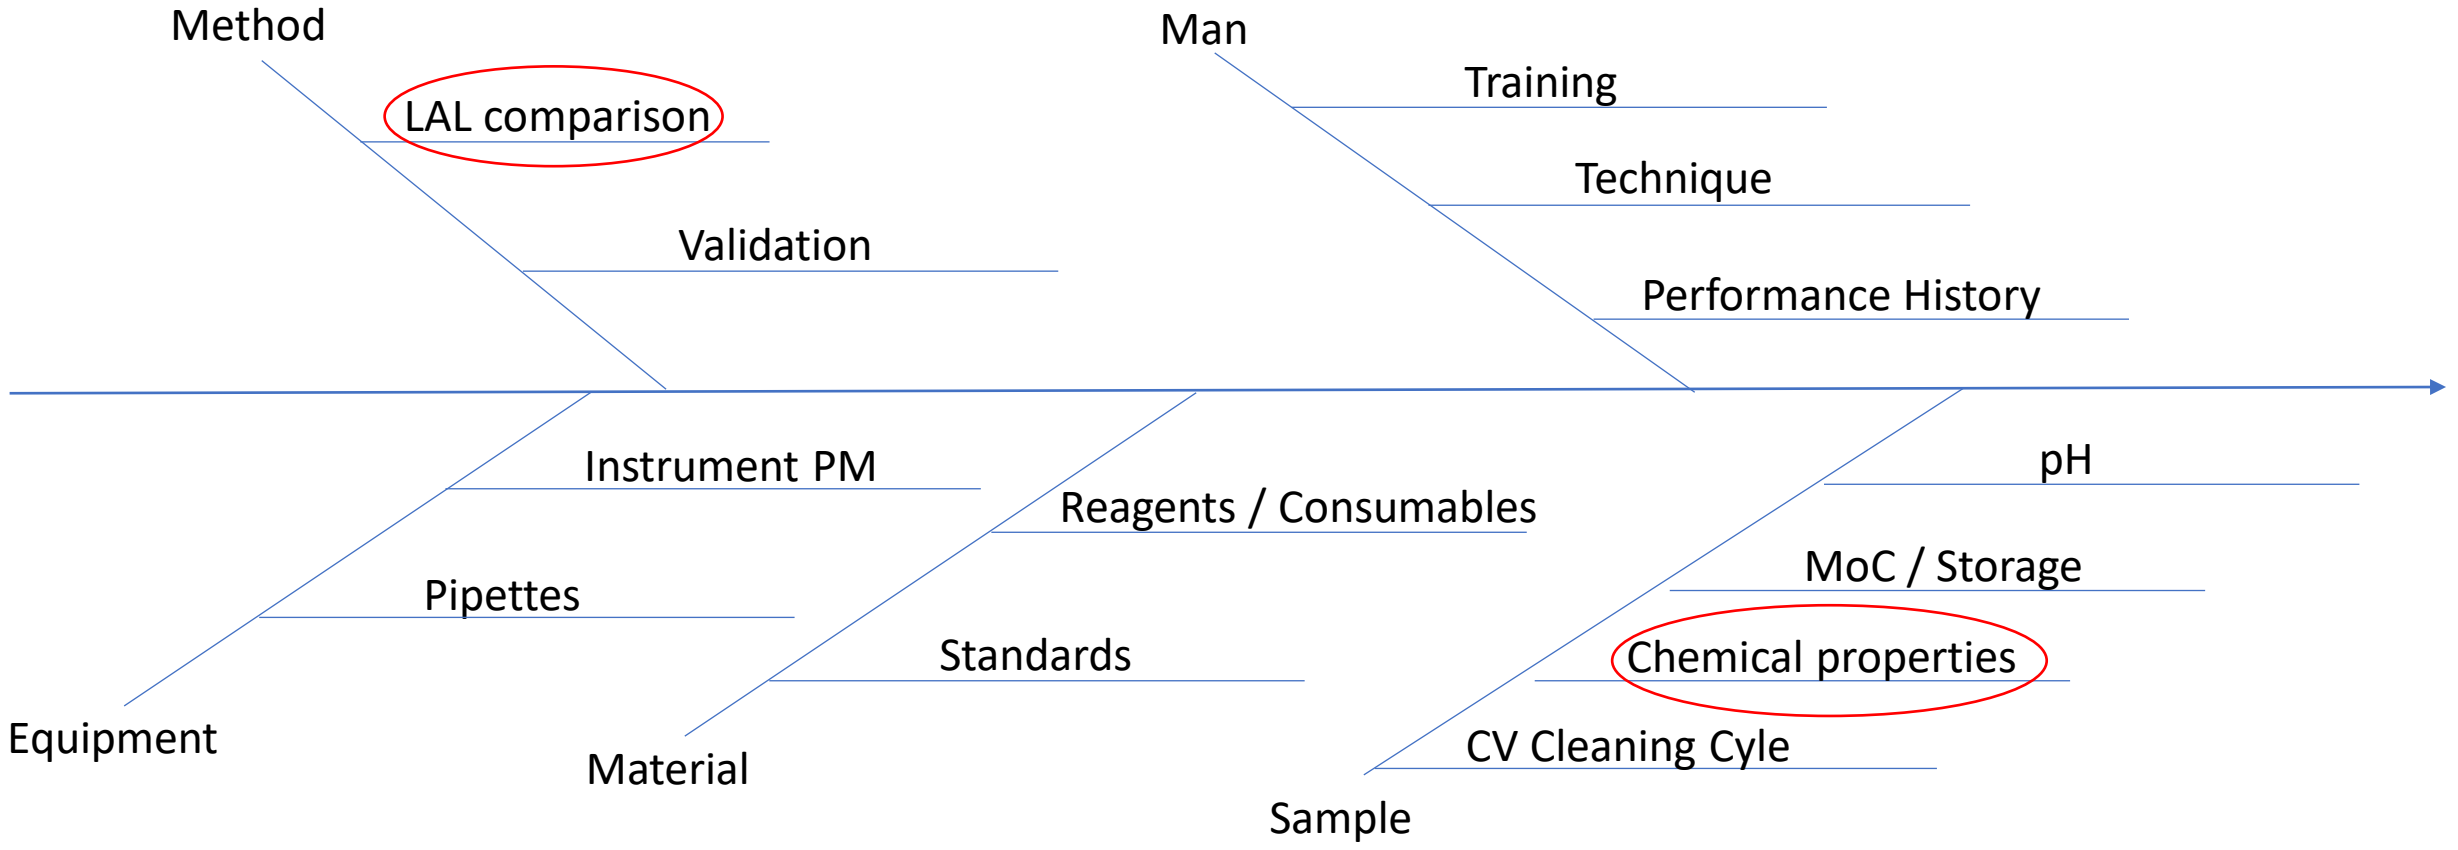 Method
LAL comparison
Validation
Man
Training
Technique
Performance History
Instrument PM
Pipettes
Equipment
Reagents / Consumables
Standards
Material
pH
MoC / Storage
Chemical properties
CV Cleaning Cyle
Sample